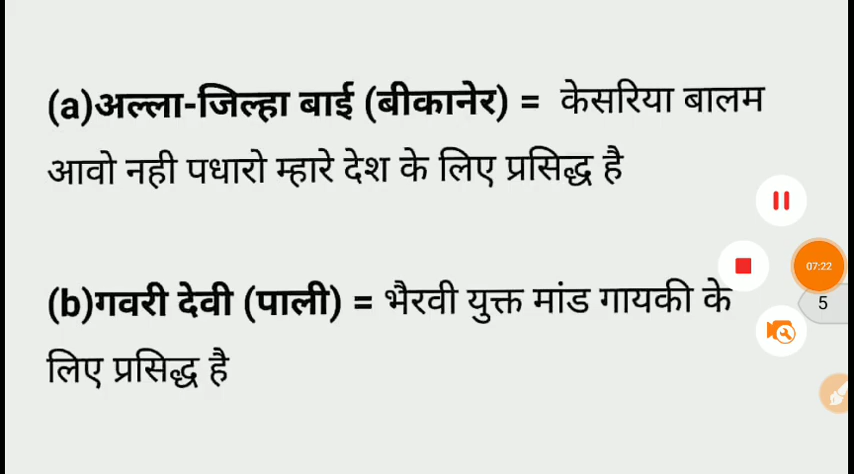 (a)अल्ला-जिल्हा बाई (बीकानेर) = केसरिया बालम
आवो नही पधारो म्हारे देश के लिए प्रसिद्ध है
07:22
5
(b)गवरी देवी (पाली) = भैरवी युक्त मांड गायकी के
लिए प्रसिद्ध है